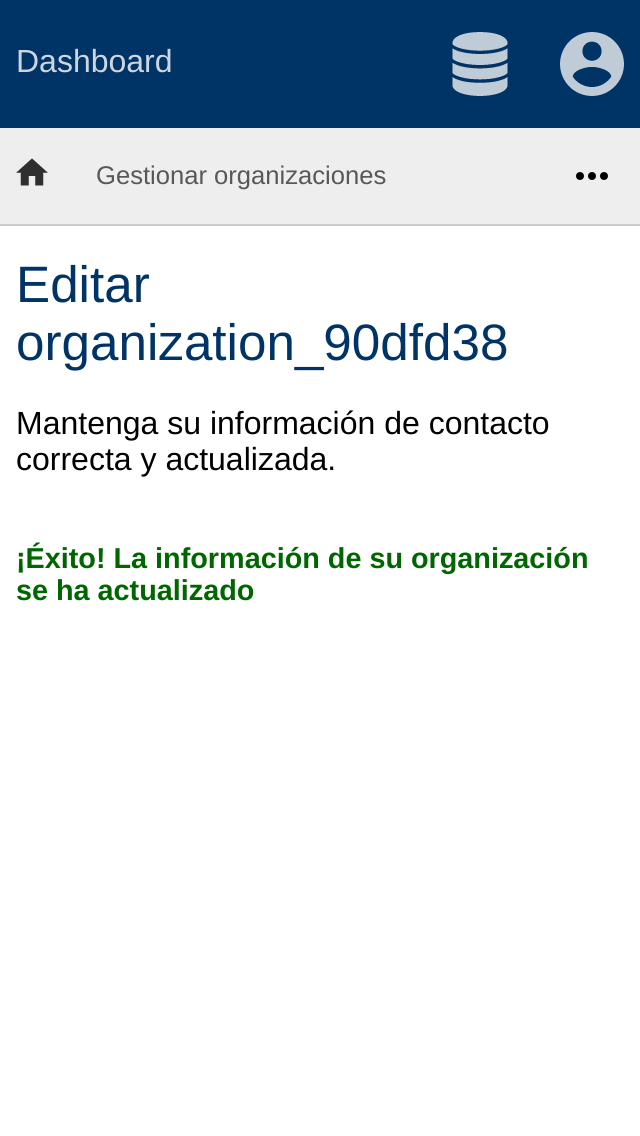 Dashboard
Gestionar organizaciones
Editar
organization_90dfd38
Mantenga su información de contacto
correcta y actualizada.
¡Éxito! La información de su organización
se ha actualizado